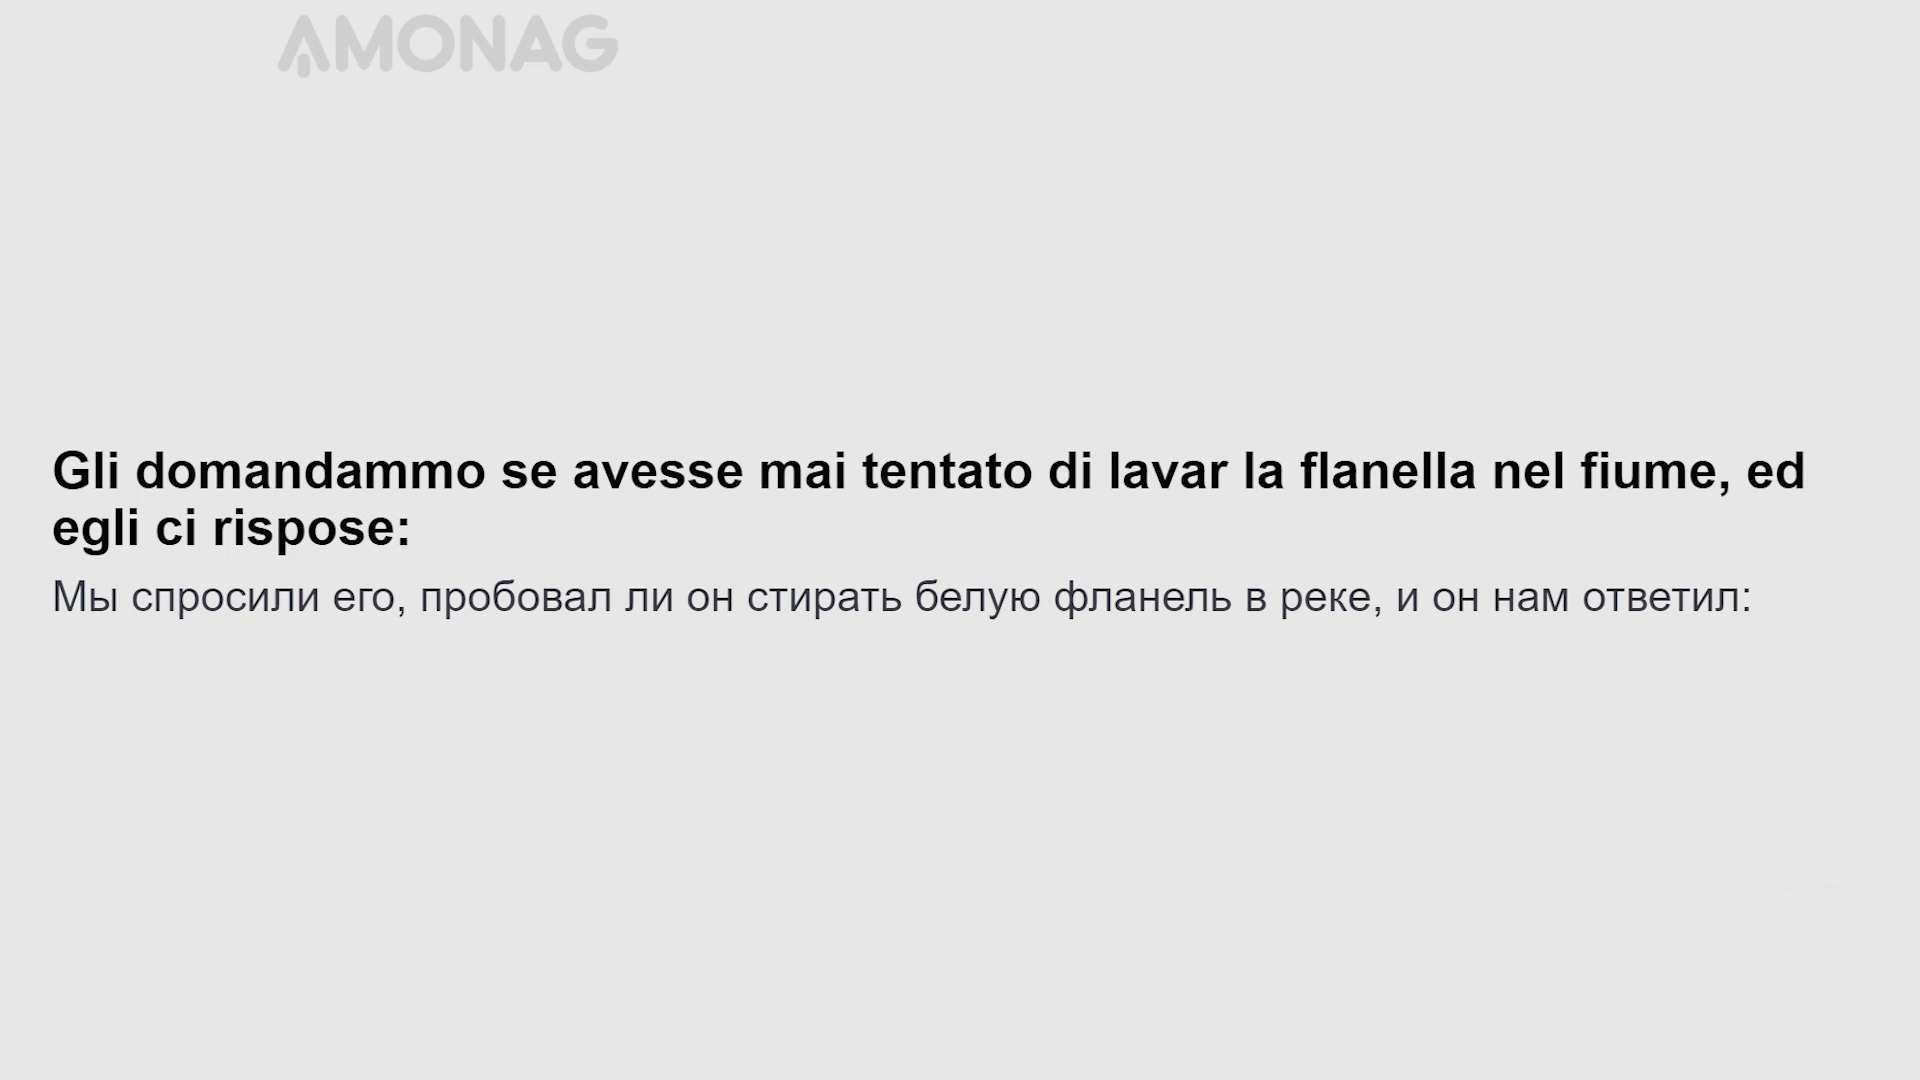 AMONAG
Gli domandammo se avesse mai tentato di lavar la flanella nel fiume, ed
egli ci rispose:
Мы спросили его, пробовал ли он стирать белую фланель в реке, и он нам ответил: